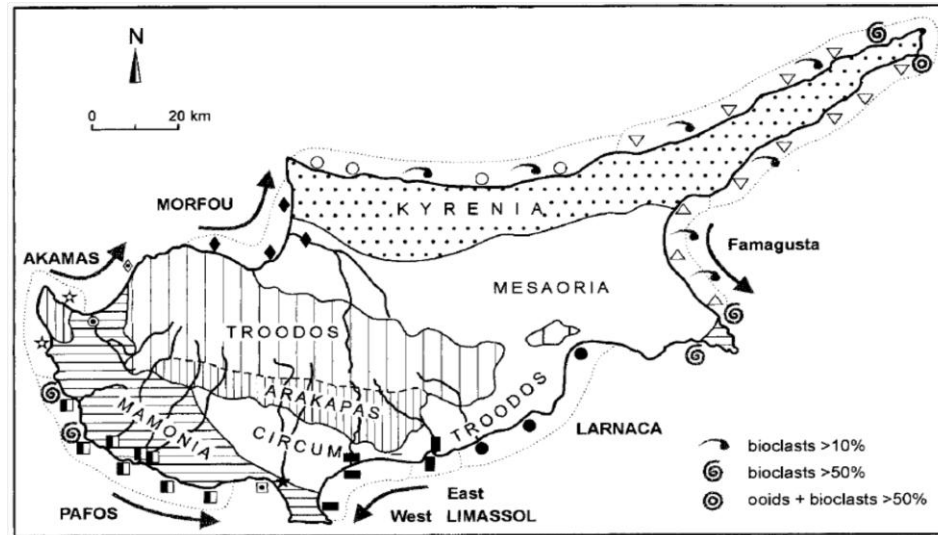 N
0 20 km
MORFOU
KYRENIA
AKAMAS
Famagusta
MESAORIA
TROODOS
ARAKAPAS
TROODOS
MAMONIA
CIRCUM
LARNACA
bioclasts >10%
bioclasts >50%
ooids + bioclasts >50%
PAFOS
East
West LIMASSOL